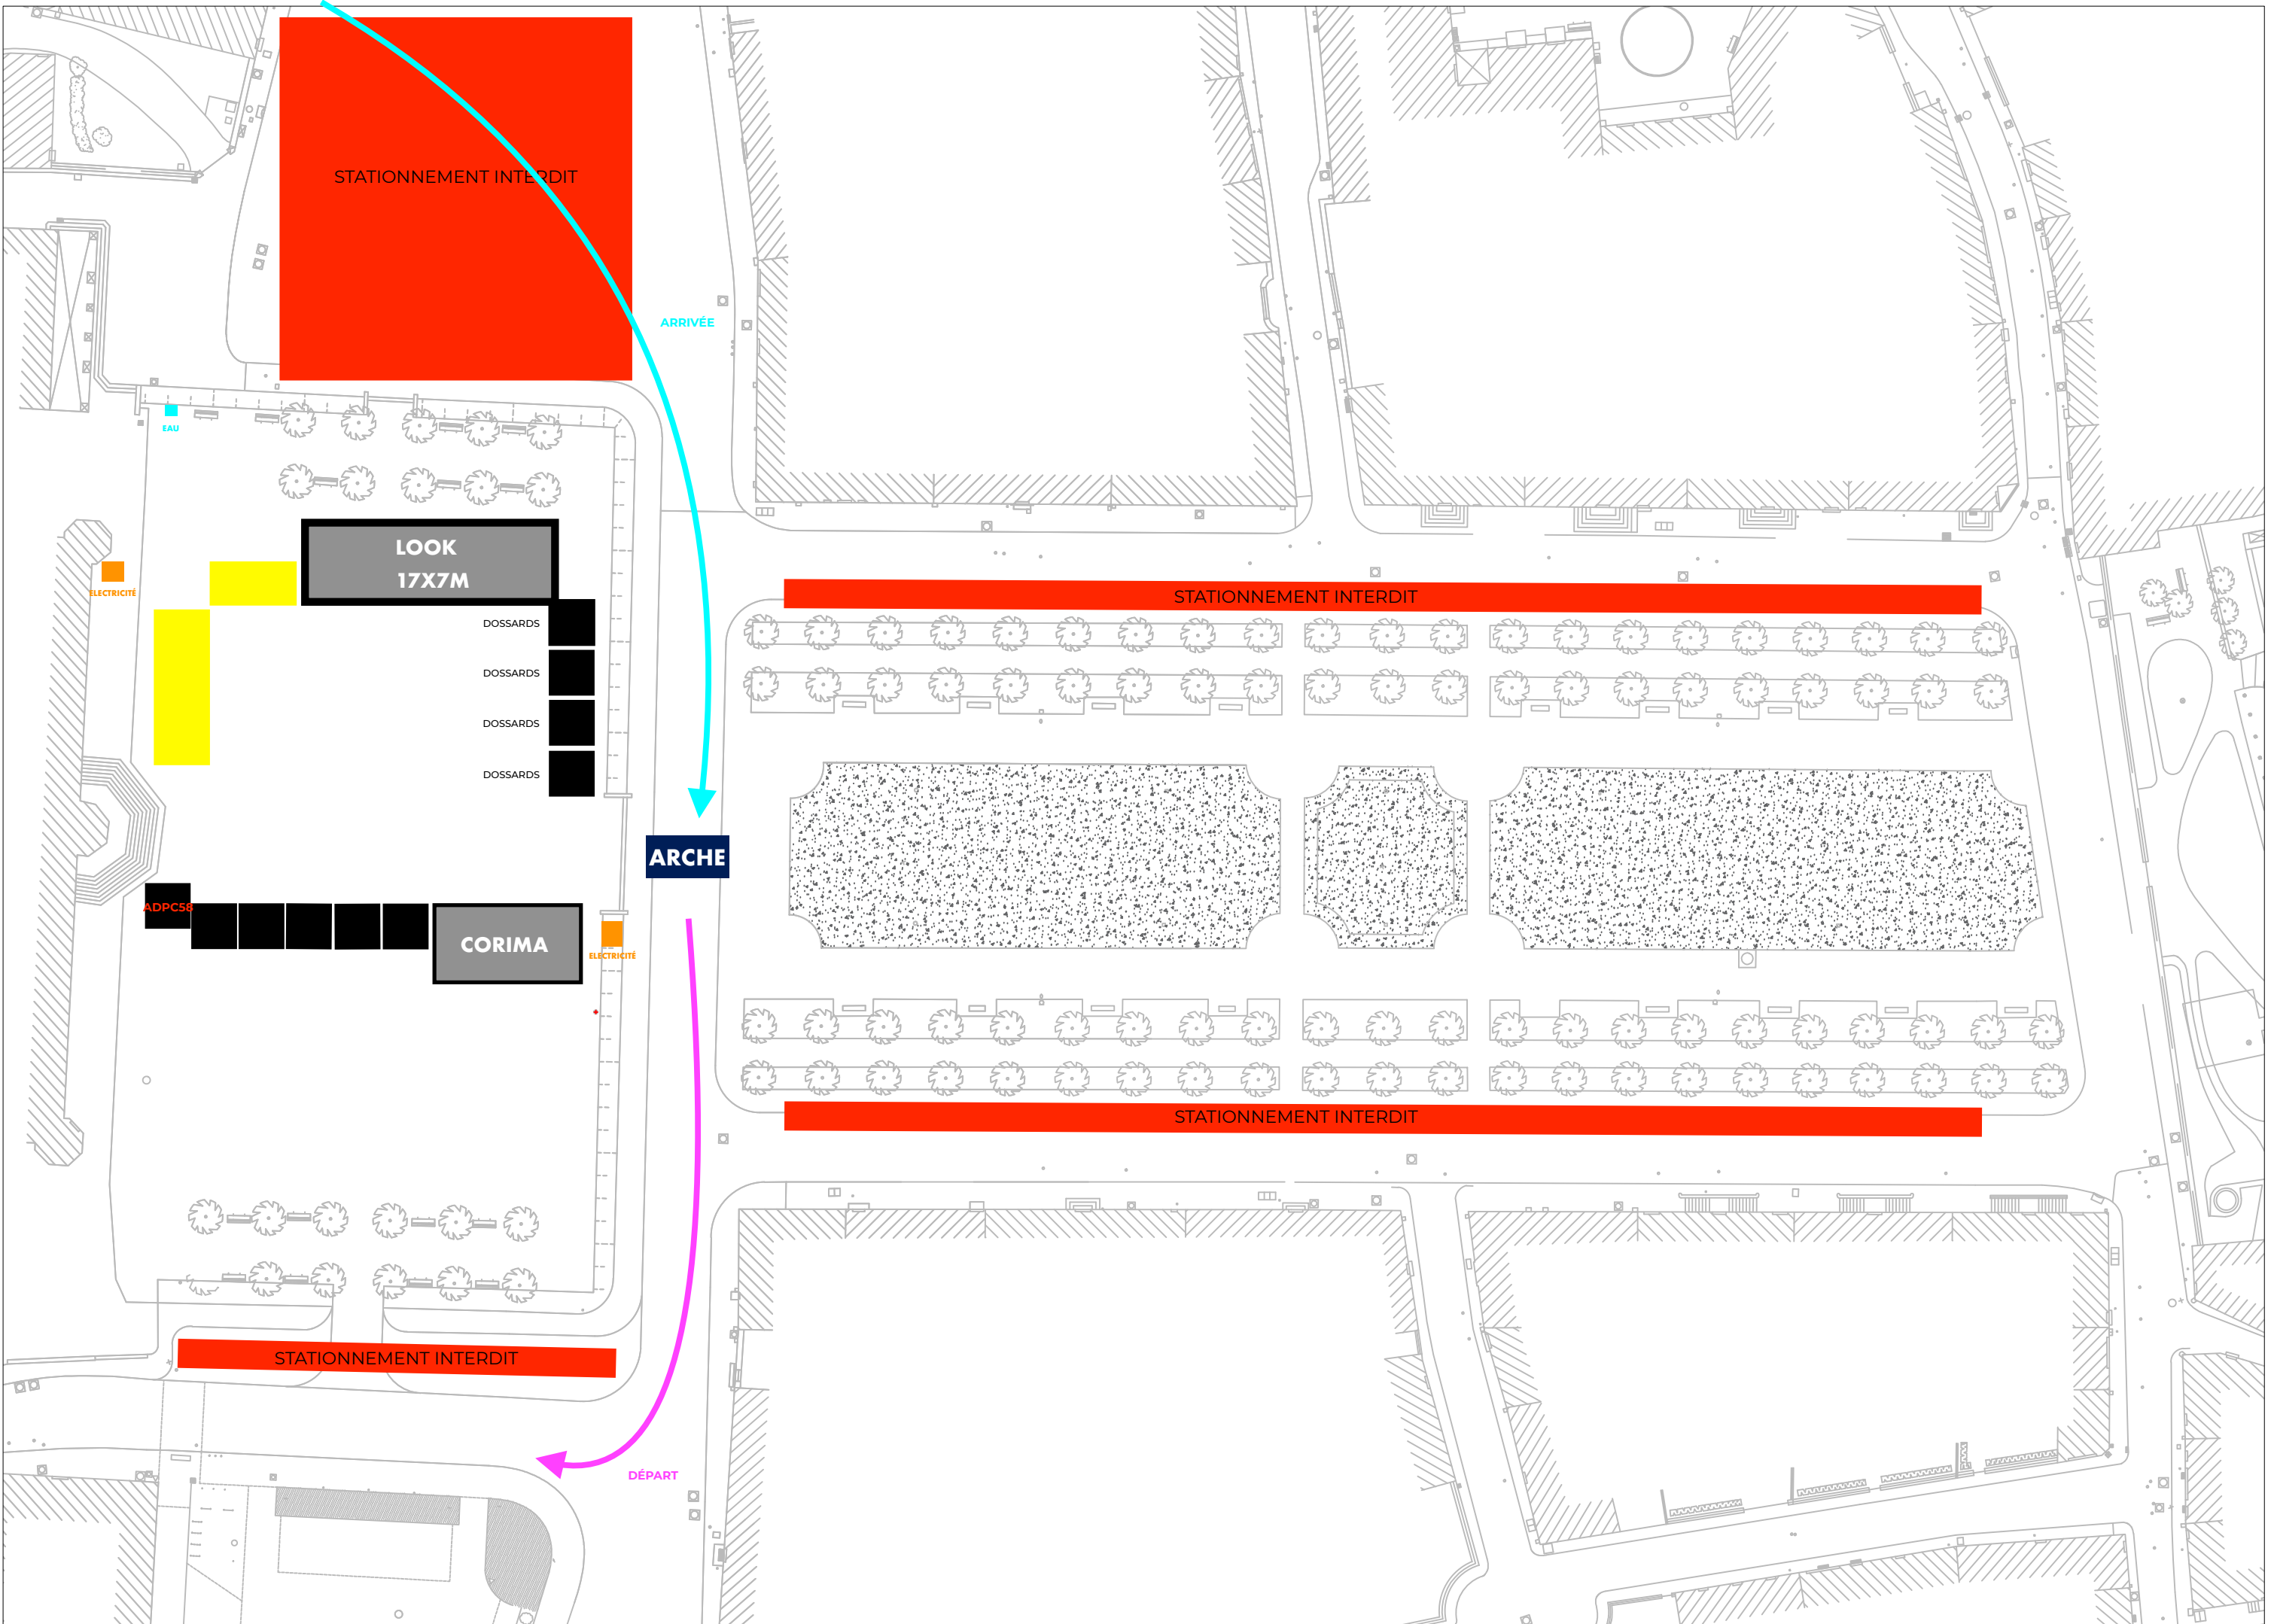 STATIONNEMENT INTERDIT
ARRIVÉE
EAU
LOOK
17X7M
ELECTRICITÉ
STATIONNEMENT INTERDIT
DOSSARDS
DOSSARDS
DOSSARDS
DOSSARDS
ARCHE
ADPC58
CORIMA
ELECTRICITÉ
STATIONNEMENT INTERDIT
STATIONNEMENT INTERDIT
DÉPART